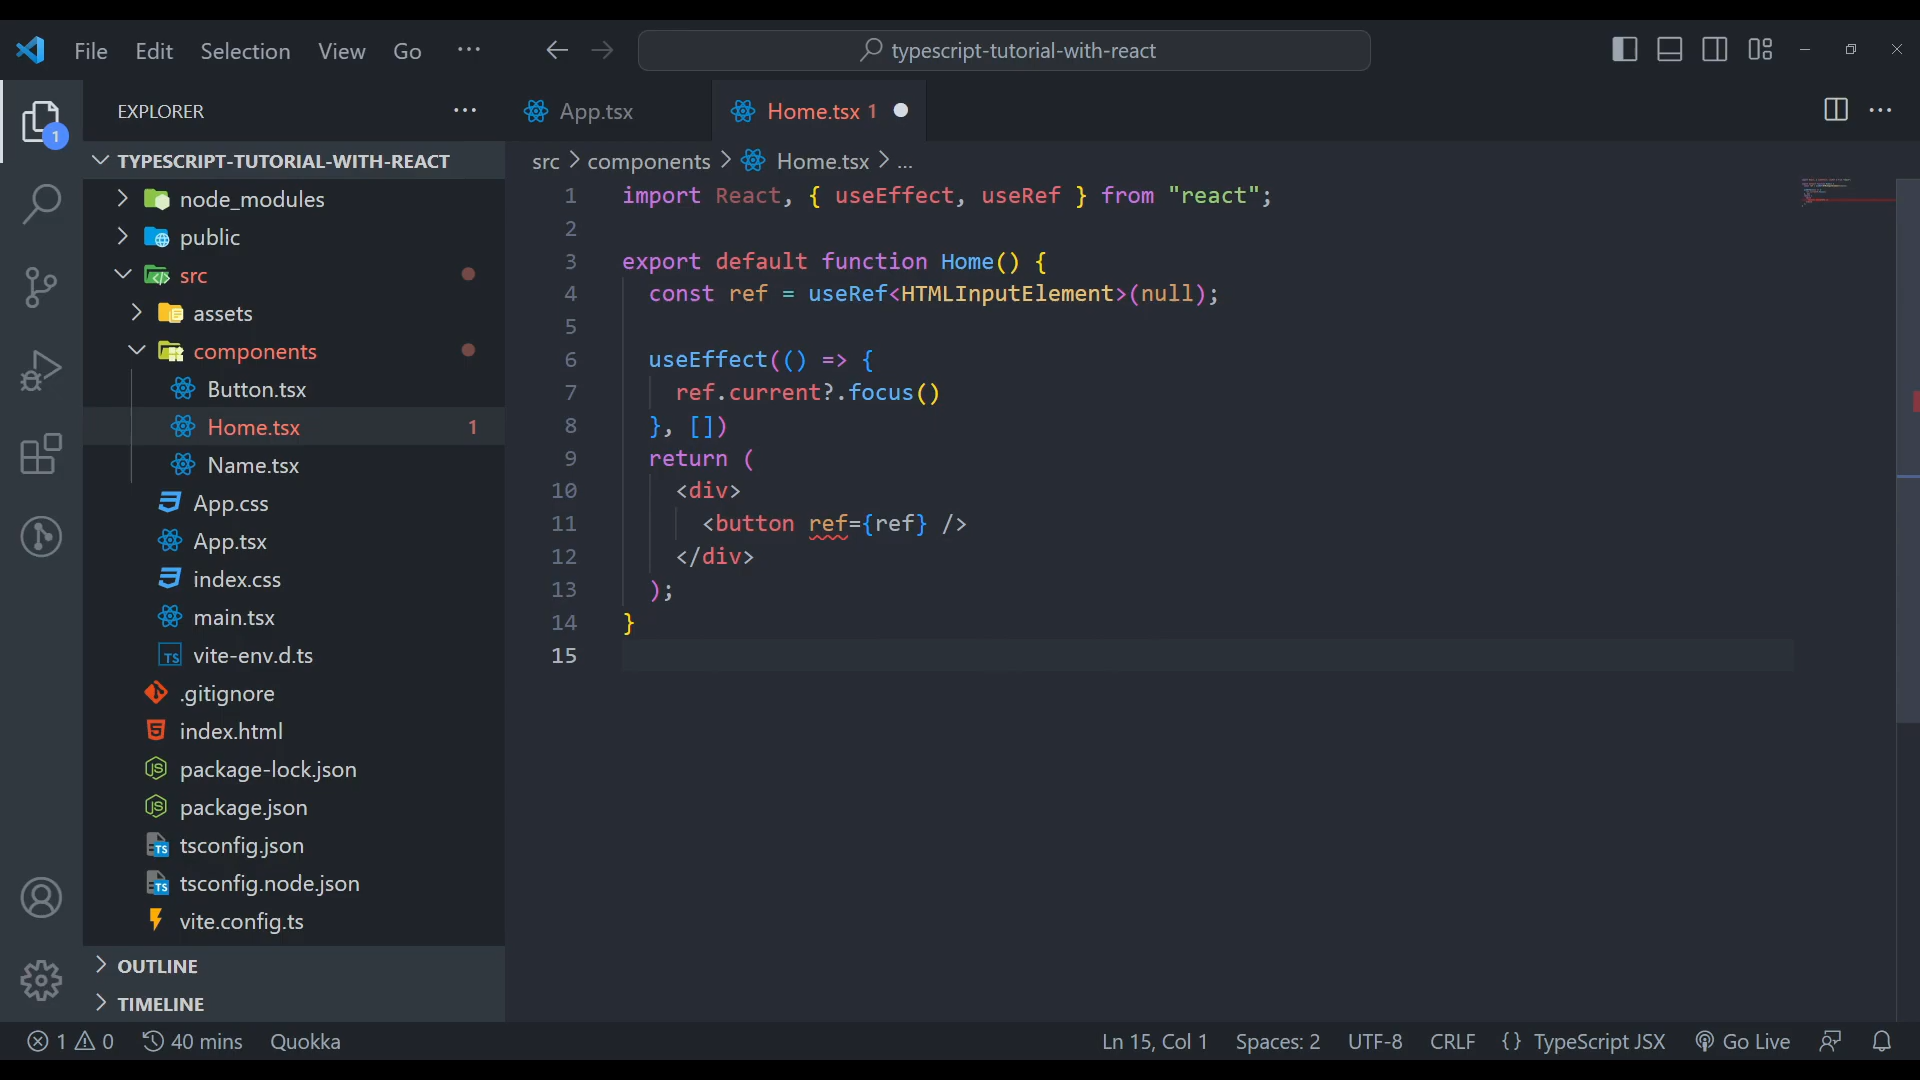 File Edit Selection View Go ···
typescript-tutorial-with-react
EXPLORER ···
App.tsx
Home.tsx 1
TYPESCRIPT-TUTORIAL-WITH-REACT
src > components > Home.tsx > ...
1
node_modules
public
src
assets
components
Button.tsx
Home.tsx 1
Name.tsx
App.css
App.tsx
index.css
main.tsx
TS vite-env.d.ts
.gitignore
index.html
JS package-lock.json
JS package.json
TS tsconfig.json
TS tsconfig.node.json
vite.config.ts
OUTLINE
TIMELINE
1 import React, { useEffect, useRef } from "react";
2
3 export default function Home() {
4 const ref = useRef<HTMLInputElement>(null);
5
6 useEffect(() => {
7 ref.current?.focus()
8 }, [])
9 return (
10 <div>
11 <button ref={ref} />
12 </div>
13 );
14 }
15
1 0 40 mins Quokka
Ln 15, Col 1 Spaces: 2 UTF-8 CRLF {} TypeScript JSX Go Live